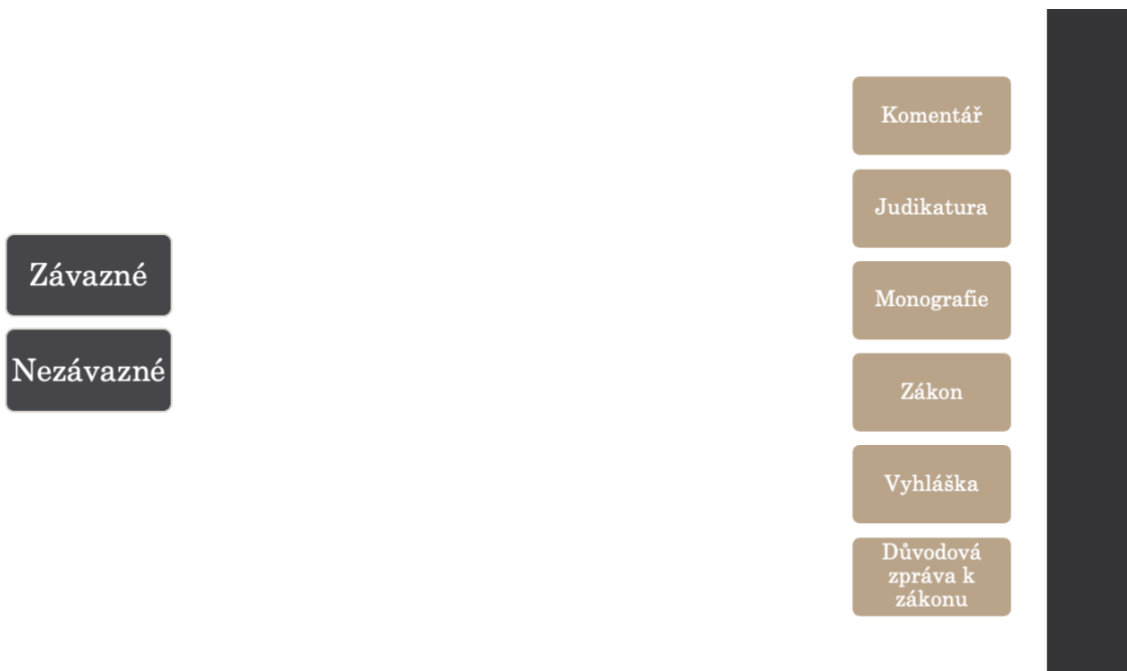 Závazné
Nezávazné
Komentář
Judikatura
Monografie
Zákon
Vyhláška
Důvodová
zpráva k
zákonu